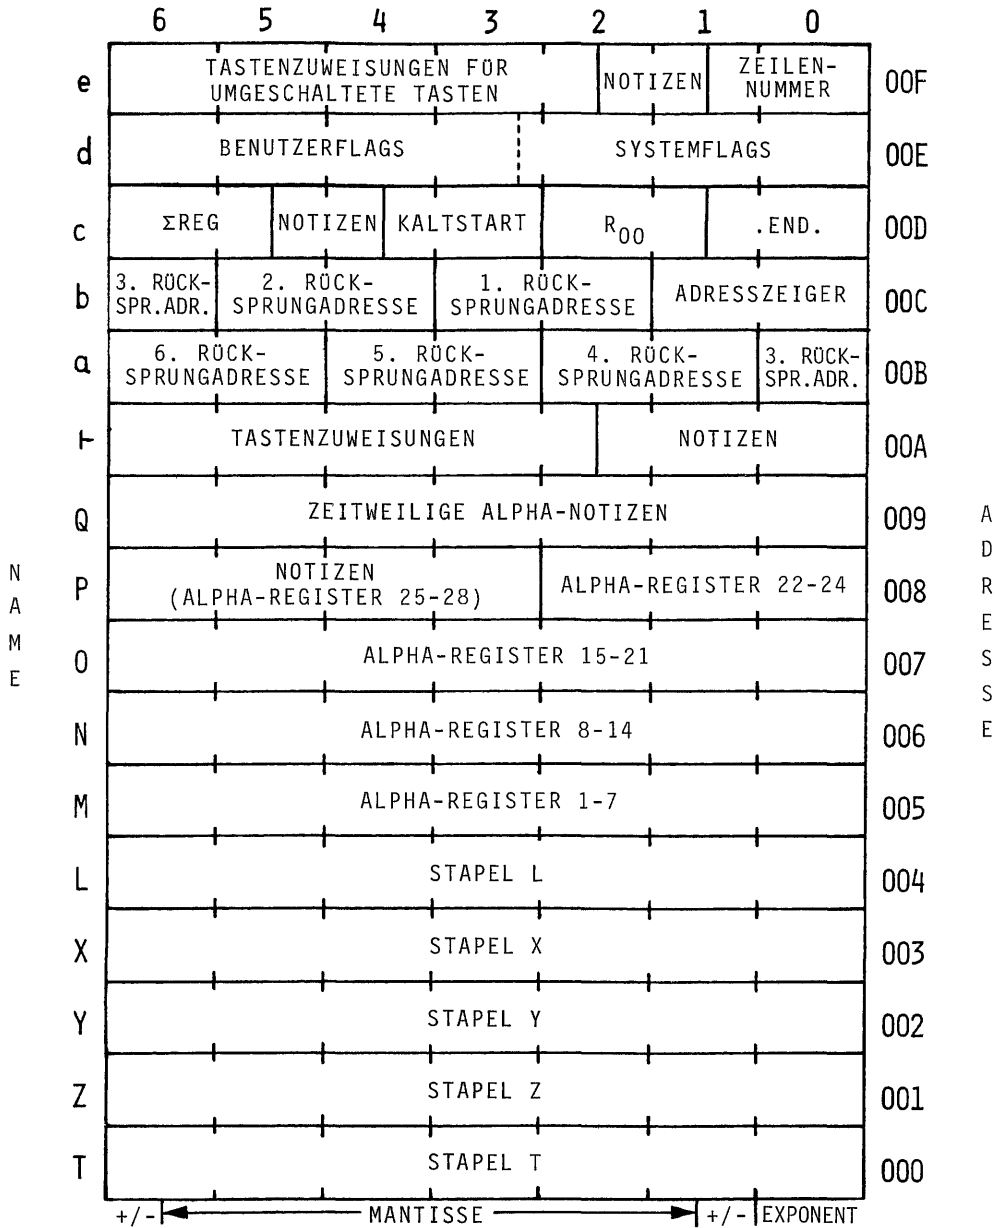 6 5 4 3 2 1 0
e TASTENZUWEISUNGEN FÜR UMGESCHALTETE TASTEN NOTIZEN ZEILEN-NUMMER 00F
d BENUTZERFLAGS SYSTEMFLAGS 00E
c ΣREG NOTIZEN KALTSTART R00 .END. 00D
b 3. RÜCK-SPR.ADR. 2. RÜCK-SPRUNGADRESSE 1. RÜCK-SPRUNGADRESSE ADRESSZEIGER 00C
a 6. RÜCK-SPRUNGADRESSE 5. RÜCK-SPRUNGADRESSE 4. RÜCK-SPRUNGADRESSE 3. RÜCK-SPR.ADR. 00B
⊢ TASTENZUWEISUNGEN NOTIZEN 00A
Q ZEITWEILIGE ALPHA-NOTIZEN 009
P NOTIZEN (ALPHA-REGISTER 25-28) ALPHA-REGISTER 22-24 008
O ALPHA-REGISTER 15-21 007
N ALPHA-REGISTER 8-14 006
M ALPHA-REGISTER 1-7 005
L STAPEL L 004
X STAPEL X 003
Y STAPEL Y 002
Z STAPEL Z 001
T STAPEL T 000
+/- MANTISSE +/- EXPONENT
NAME
ADRESSE